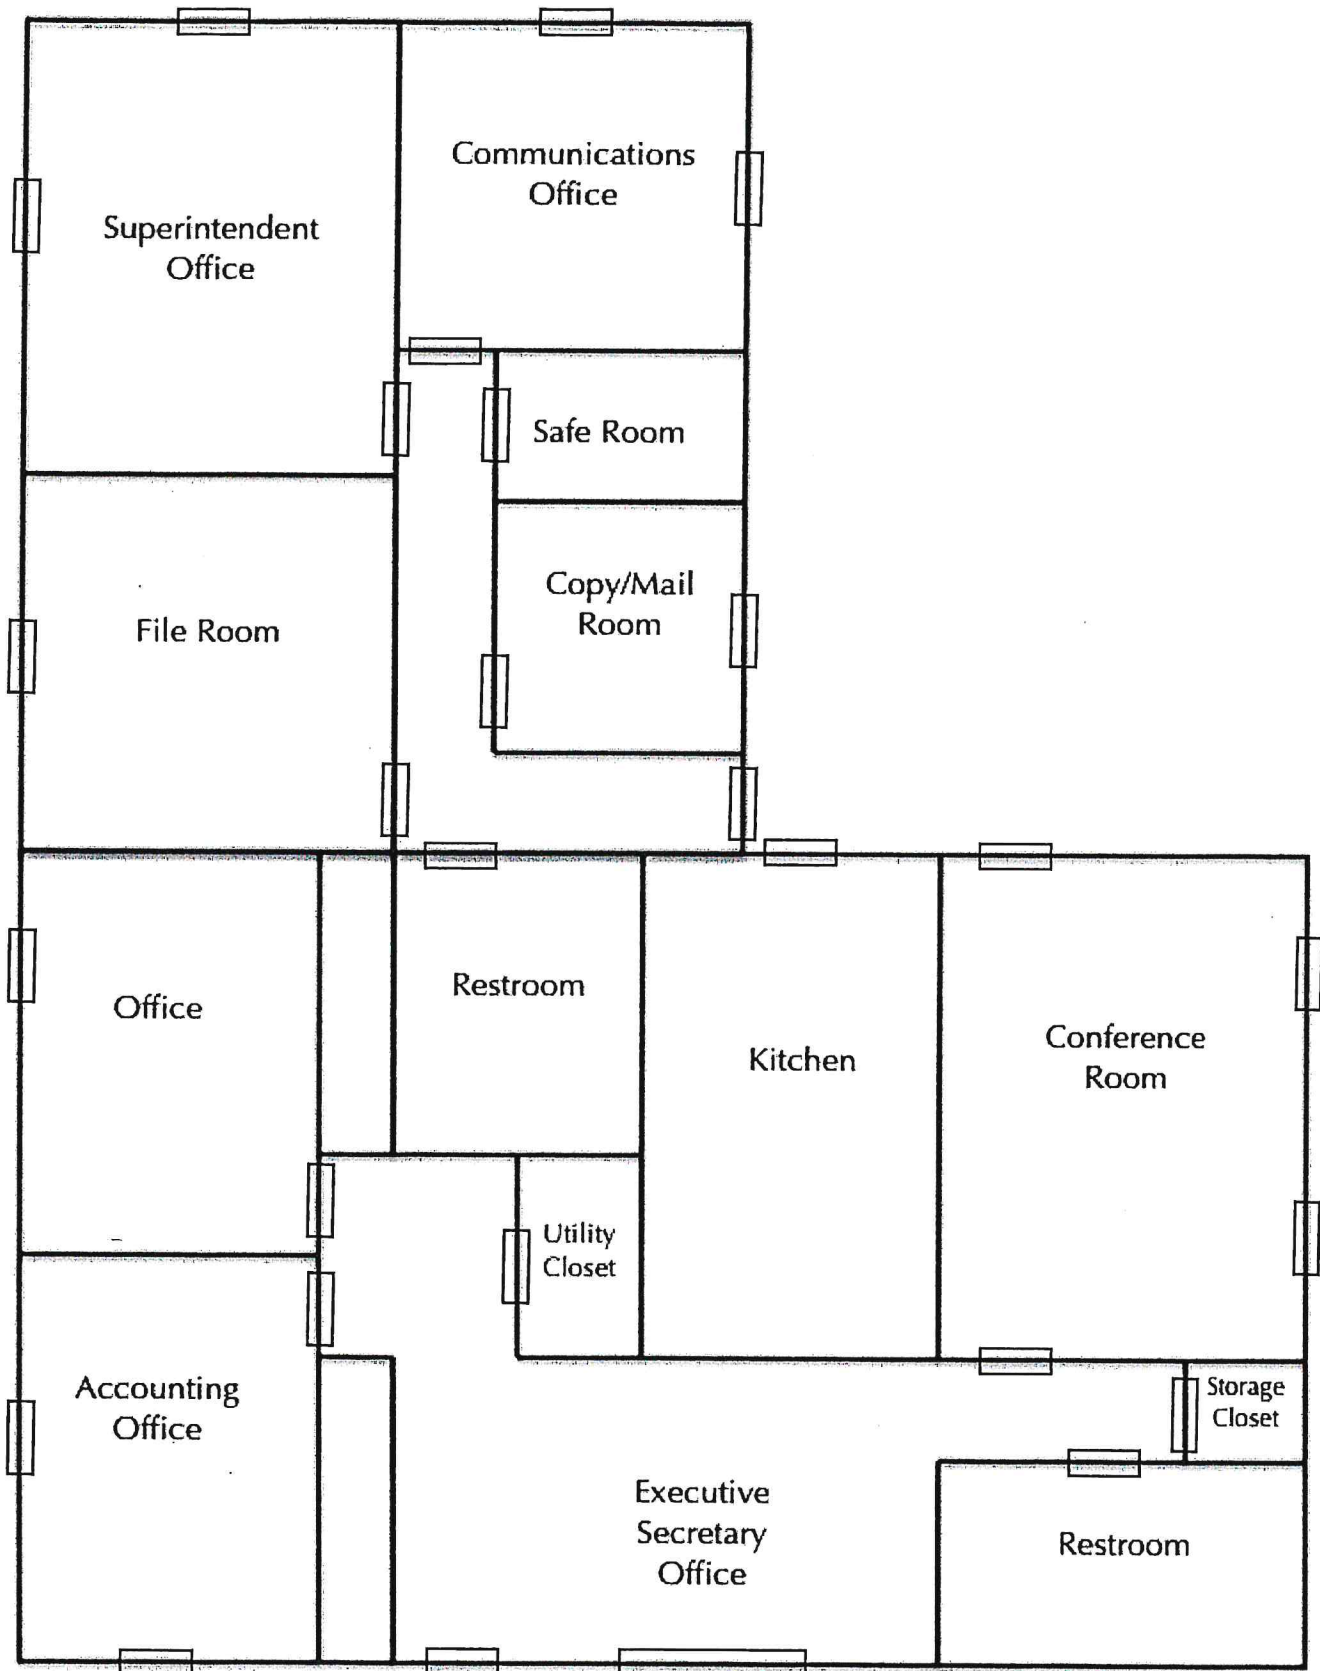 Communications
Office
Superintendent
Office
Safe Room
Copy/Mail
Room
File Room
Restroom
Office
Kitchen
Conference
Room
Utility
Closet
Accounting
Office
Storage
Closet
Executive
Secretary
Office
Restroom